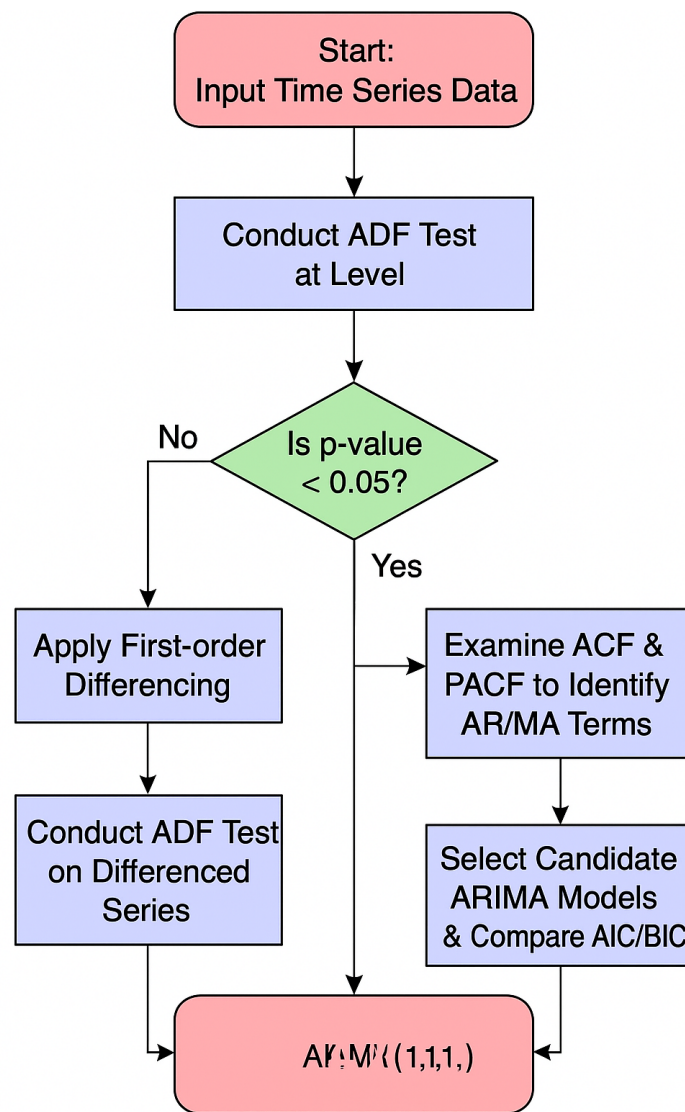 Start:
Input Time Series Data
Conduct ADF Test
at Level
Is p-value
< 0.05?
No
Yes
Apply First-order
Differencing
Examine ACF &
PACF to Identify
AR/MA Terms
Conduct ADF Test
on Differenced
Series
Select Candidate
ARIMA Models
& Compare AIC/BIC
(1,1,1,)